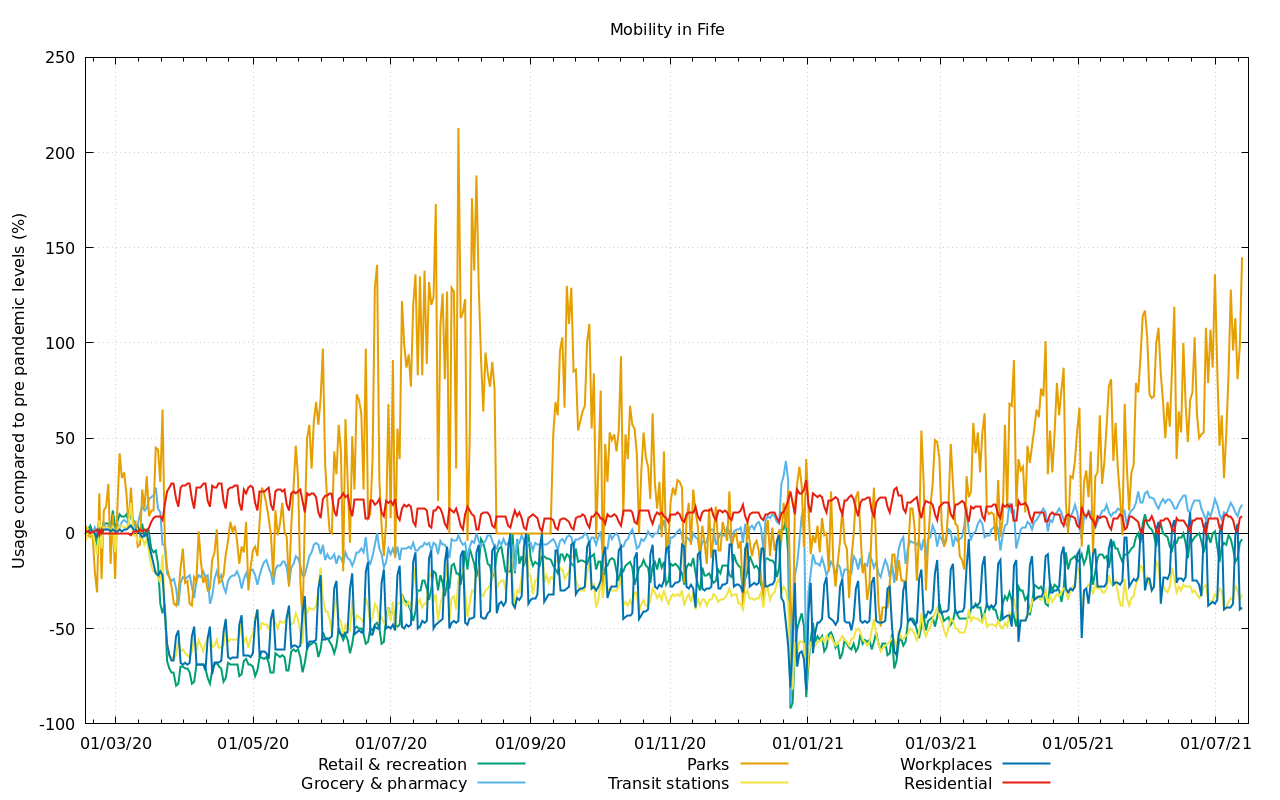 Mobility in Fife
Usage compared to pre pandemic levels (%)
250
200
150
100
50
0
-50
-100
01/03/20 01/05/20 01/07/20 01/09/20 01/11/20 01/01/21 01/03/21 01/05/21 01/07/21
Retail & recreation Parks Workplaces
Grocery & pharmacy Transit stations Residential